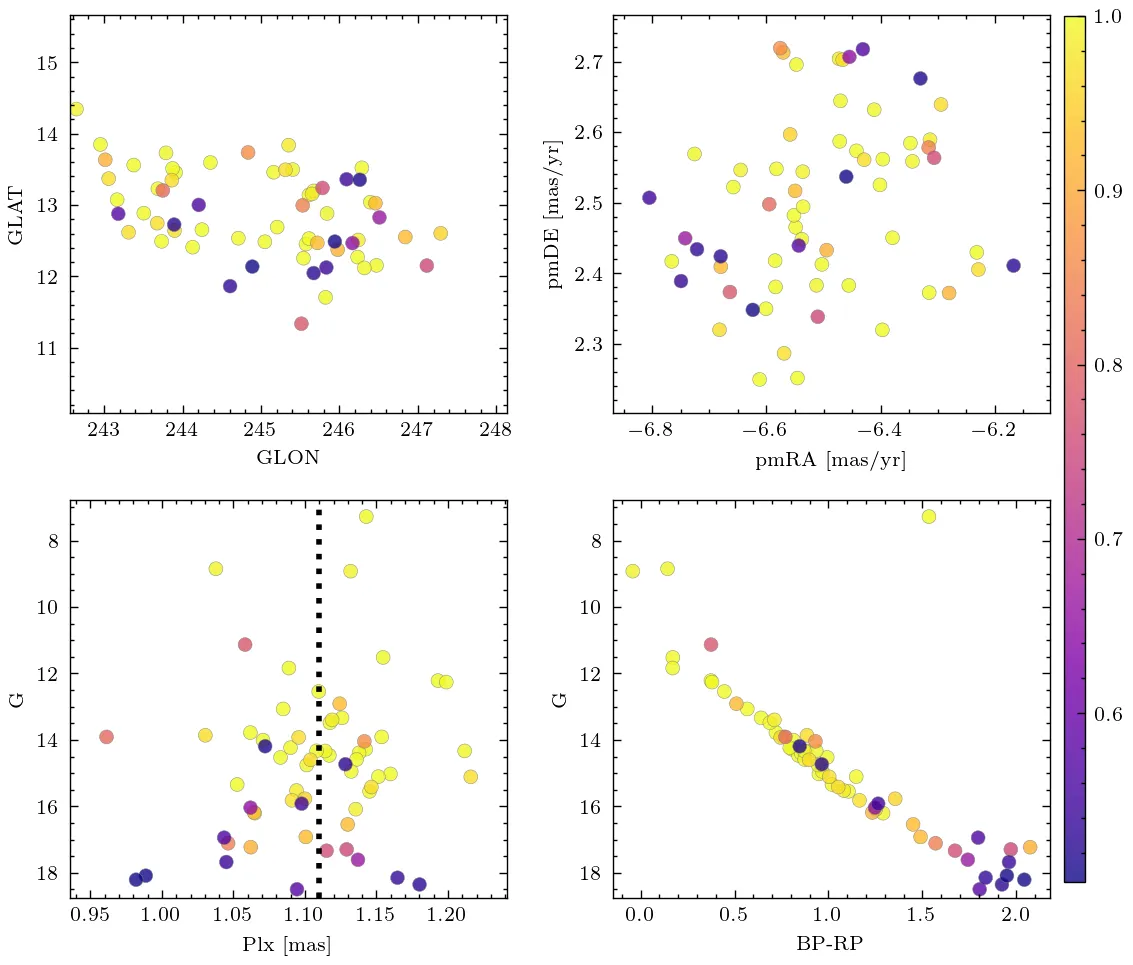 15
14
13
12
11
GLAT
243 244 245 246 247 248
GLON
2.7
2.6
2.5
2.4
2.3
pmDE [mas/yr]
−6.8 −6.6 −6.4 −6.2
pmRA [mas/yr]
1.0
0.9
0.8
0.7
0.6
8
10
12
14
16
18
G
0.95 1.00 1.05 1.10 1.15 1.20
Plx [mas]
8
10
12
14
16
18
G
0.0 0.5 1.0 1.5 2.0
BP-RP